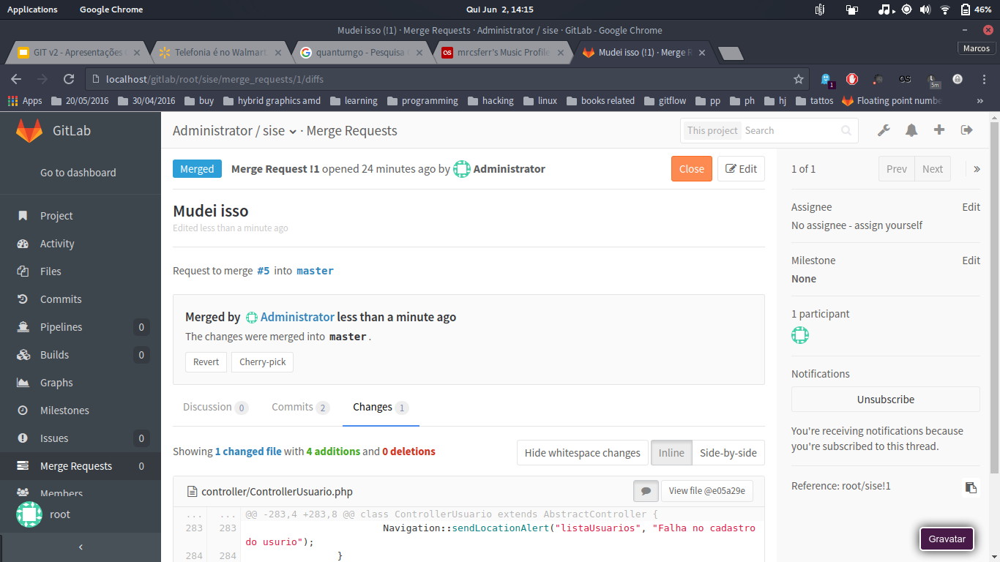 Applications Google Chrome Qui Jun 2, 14:15 46%
Mudei isso (!1) · Merge Requests · Administrator / sise · GitLab - Google Chrome
GIT v2 - Apresentações Telefonia é no Walmart quantumgo - Pesquisa mrcsferr's Music Profile Mudei isso (!1) · Merge R Marcos
localhost/gitlab/root/sise/merge_requests/1/diffs 1 5m
Apps 20/05/2016 30/04/2016 buy hybrid graphics amd learning programming hacking linux books related gitflow pp ph hj tattos Floating point numbe »
GitLab
Administrator / sise · Merge Requests
This project Search
Go to dashboard
Project
Activity
Files
Commits
Pipelines 0
Builds 0
Graphs
Milestones
Issues 0
Merge Requests 0
Members
root
Merged Merge Request !1 opened 24 minutes ago by Administrator Close Edit
Mudei isso
Edited less than a minute ago
Request to merge #5 into master
Merged by Administrator less than a minute ago
The changes were merged into master.
Revert Cherry-pick
Discussion 0 Commits 2 Changes 1
Showing 1 changed file with 4 additions and 0 deletions Hide whitespace changes Inline Side-by-side
controller/ControllerUsuario.php View file @e05a29e
... ... @@ -283,4 +283,8 @@ class ControllerUsuario extends AbstractController {
283 283 Navigation::sendLocationAlert("listaUsuarios", "Falha no cadastro
do usurio");
284 284 }
1 of 1 Prev Next »
Assignee Edit
No assignee - assign yourself
Milestone Edit
None
1 participant
Notifications
Unsubscribe
You're receiving notifications because
you're subscribed to this thread.
Reference: root/sise!1
Gravatar